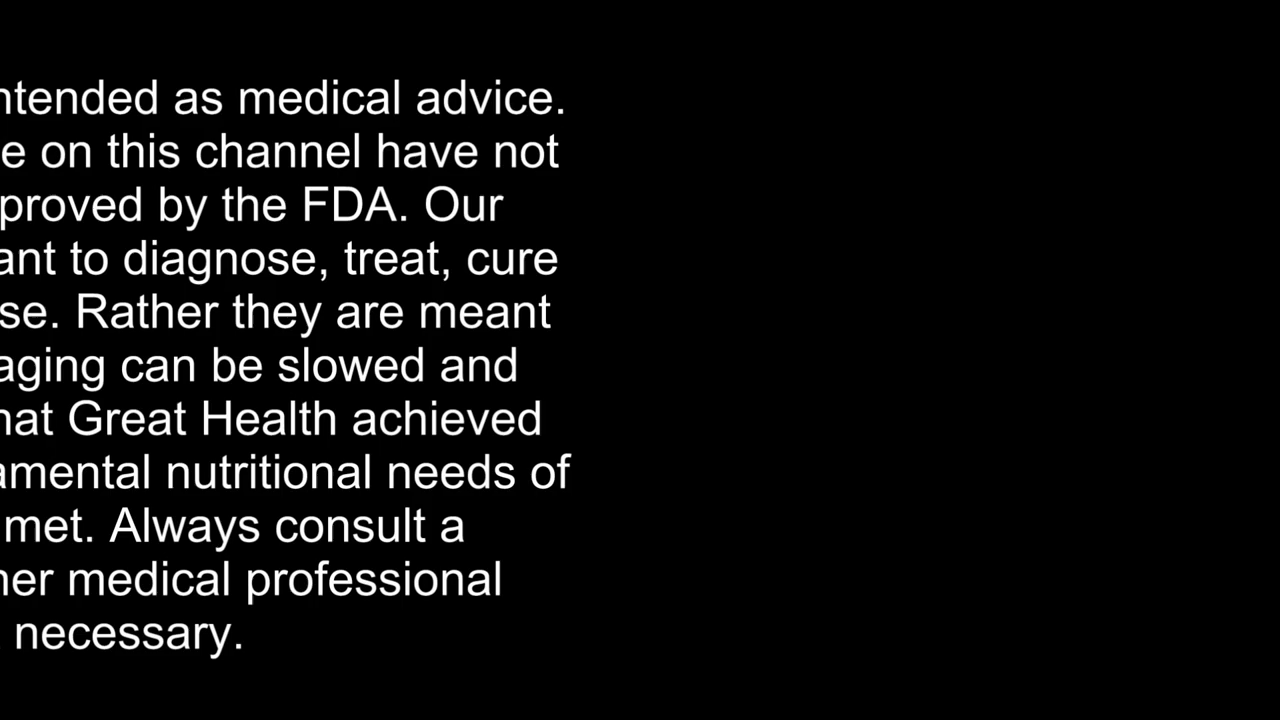 ntended as medical advice.
e on this channel have not
proved by the FDA. Our
ant to diagnose, treat, cure
se. Rather they are meant
aging can be slowed and
hat Great Health achieved
amental nutritional needs of
met. Always consult a
her medical professional
necessary.